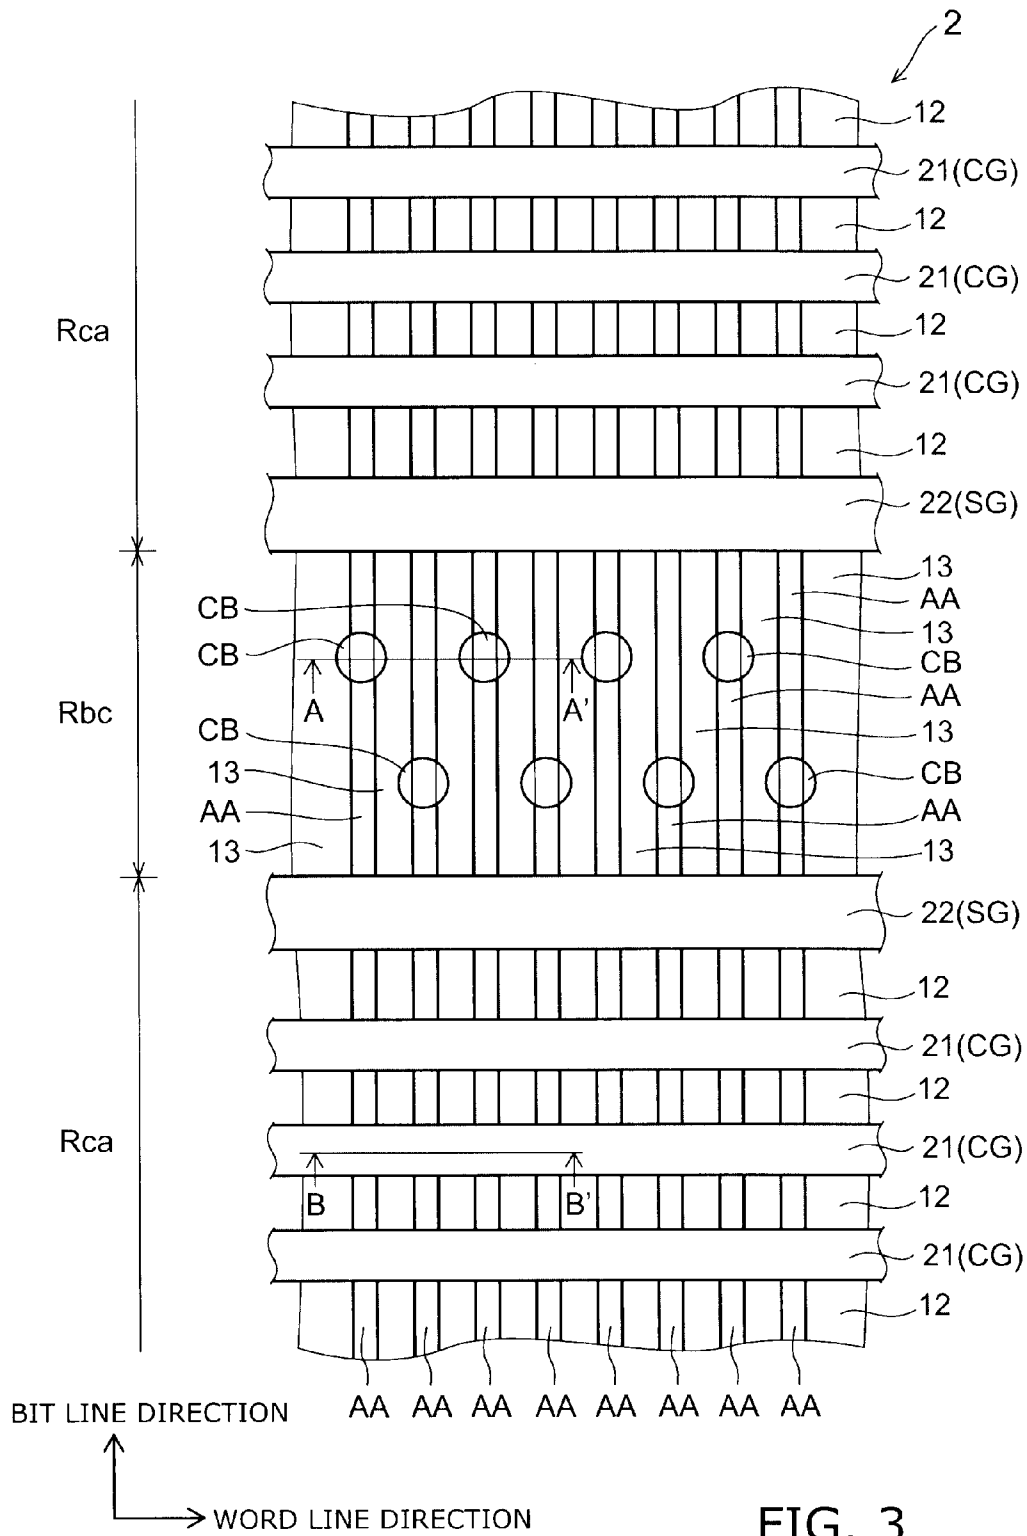 2
12
21(CG)
12
21(CG)
12
Rca
21(CG)
12
22(SG)
13
AA
CB
13
CB
CB
AA
A
A'
Rbc
CB
13
13
CB
AA
AA
13
13
22(SG)
12
21(CG)
12
Rca
21(CG)
B
B'
12
21(CG)
12
AA AA AA AA AA AA AA AA
BIT LINE DIRECTION
WORD LINE DIRECTION
FIG. 3